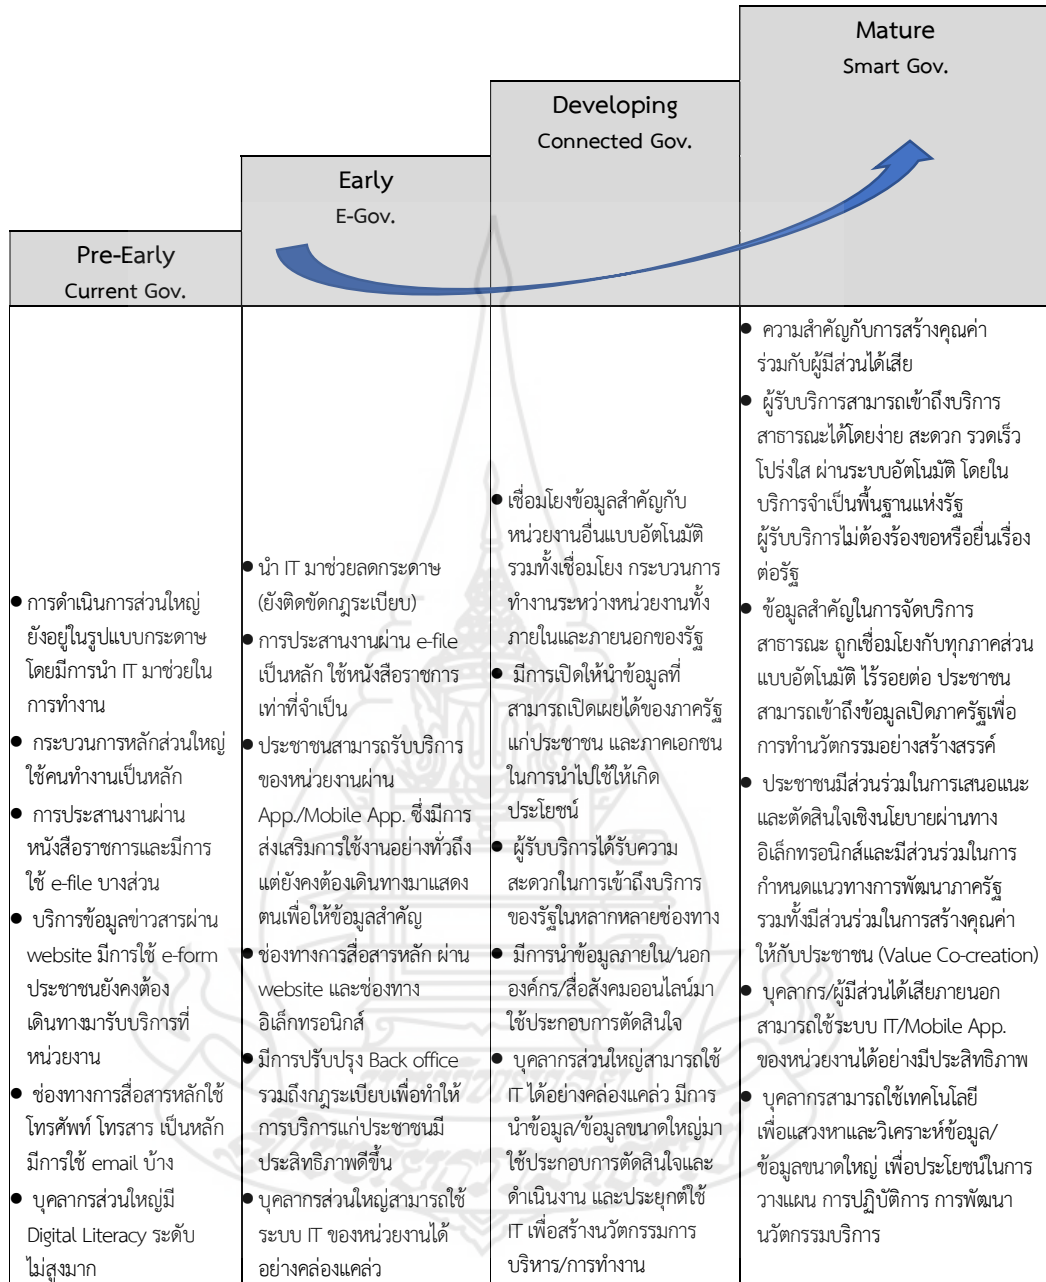 Pre-Early
Current Gov.
● การดำเนินการส่วนใหญ่
ยังอยู่ในรูปแบบกระดาษ
โดยมีการนำ IT มาช่วยใน
การทำงาน
● กระบวนการหลักส่วนใหญ่
ใช้คนทำงานเป็นหลัก
● การประสานงานผ่าน
หนังสือราชการและมีการ
ใช้ e-file บางส่วน
● บริการข้อมูลข่าวสารผ่าน
website มีการใช้ e-form
ประชาชนยังคงต้อง
เดินทางมารับบริการที่
หน่วยงาน
● ช่องทางการสื่อสารหลักใช้
โทรศัพท์ โทรสาร เป็นหลัก
มีการใช้ email บ้าง
● บุคลากรส่วนใหญ่มี
Digital Literacy ระดับ
ไม่สูงมาก
Early
E-Gov.
● นำ IT มาช่วยลดกระดาษ
(ยังติดขัดกฎระเบียบ)
● การประสานงานผ่าน e-file
เป็นหลัก ใช้หนังสือราชการ
เท่าที่จำเป็น
● ประชาชนสามารถรับบริการ
ของหน่วยงานผ่าน
App./Mobile App. ซึ่งมีการ
ส่งเสริมการใช้งานอย่างทั่วถึง
แต่ยังคงต้องเดินทางมาแสดง
ตนเพื่อให้ข้อมูลสำคัญ
● ช่องทางการสื่อสารหลัก ผ่าน
website และช่องทาง
อิเล็กทรอนิกส์
● มีการปรับปรุง Back office
รวมถึงกฎระเบียบเพื่อทำให้
การบริการแก่ประชาชนมี
ประสิทธิภาพดีขึ้น
● บุคลากรส่วนใหญ่สามารถใช้
ระบบ IT ของหน่วยงานได้
อย่างคล่องแคล่ว
Developing
Connected Gov.
● เชื่อมโยงข้อมูลสำคัญกับ
หน่วยงานอื่นแบบอัตโนมัติ
รวมทั้งเชื่อมโยง กระบวนการ
ทำงานระหว่างหน่วยงานทั้ง
ภายในและภายนอกของรัฐ
● มีการเปิดให้นำข้อมูลที่
สามารถเปิดเผยได้ของภาครัฐ
แก่ประชาชน และภาคเอกชน
ในการนำไปใช้ให้เกิด
ประโยชน์
● ผู้รับบริการได้รับความ
สะดวกในการเข้าถึงบริการ
ของรัฐในหลากหลายช่องทาง
● มีการนำข้อมูลภายใน/นอก
องค์กร/สื่อสังคมออนไลน์มา
ใช้ประกอบการตัดสินใจ
● บุคลากรส่วนใหญ่สามารถใช้
IT ได้อย่างคล่องแคล่ว มีการ
นำข้อมูล/ข้อมูลขนาดใหญ่มา
ใช้ประกอบการตัดสินใจและ
ดำเนินงาน และประยุกต์ใช้
IT เพื่อสร้างนวัตกรรมการ
บริหาร/การทำงาน
Mature
Smart Gov.
● ความสำคัญกับการสร้างคุณค่า
ร่วมกับผู้มีส่วนได้เสีย
● ผู้รับบริการสามารถเข้าถึงบริการ
สาธารณะได้โดยง่าย สะดวก รวดเร็ว
โปร่งใส ผ่านระบบอัตโนมัติ โดยใน
บริการจำเป็นพื้นฐานแห่งรัฐ
ผู้รับบริการไม่ต้องร้องขอหรือยื่นเรื่อง
ต่อรัฐ
● ข้อมูลสำคัญในการจัดบริการ
สาธารณะ ถูกเชื่อมโยงกับทุกภาคส่วน
แบบอัตโนมัติ ไร้รอยต่อ ประชาชน
สามารถเข้าถึงข้อมูลเปิดภาครัฐเพื่อ
การทำนวัตกรรมอย่างสร้างสรรค์
● ประชาชนมีส่วนร่วมในการเสนอแนะ
และตัดสินใจเชิงนโยบายผ่านทาง
อิเล็กทรอนิกส์และมีส่วนร่วมในการ
กำหนดแนวทางการพัฒนาภาครัฐ
รวมทั้งมีส่วนร่วมในการสร้างคุณค่า
ให้กับประชาชน (Value Co-creation)
● บุคลากร/ผู้มีส่วนได้เสียภายนอก
สามารถใช้ระบบ IT/Mobile App.
ของหน่วยงานได้อย่างมีประสิทธิภาพ
● บุคลากรสามารถใช้เทคโนโลยี
เพื่อแสวงหาและวิเคราะห์ข้อมูล/
ข้อมูลขนาดใหญ่ เพื่อประโยชน์ในการ
วางแผน การปฏิบัติการ การพัฒนา
นวัตกรรมบริการ